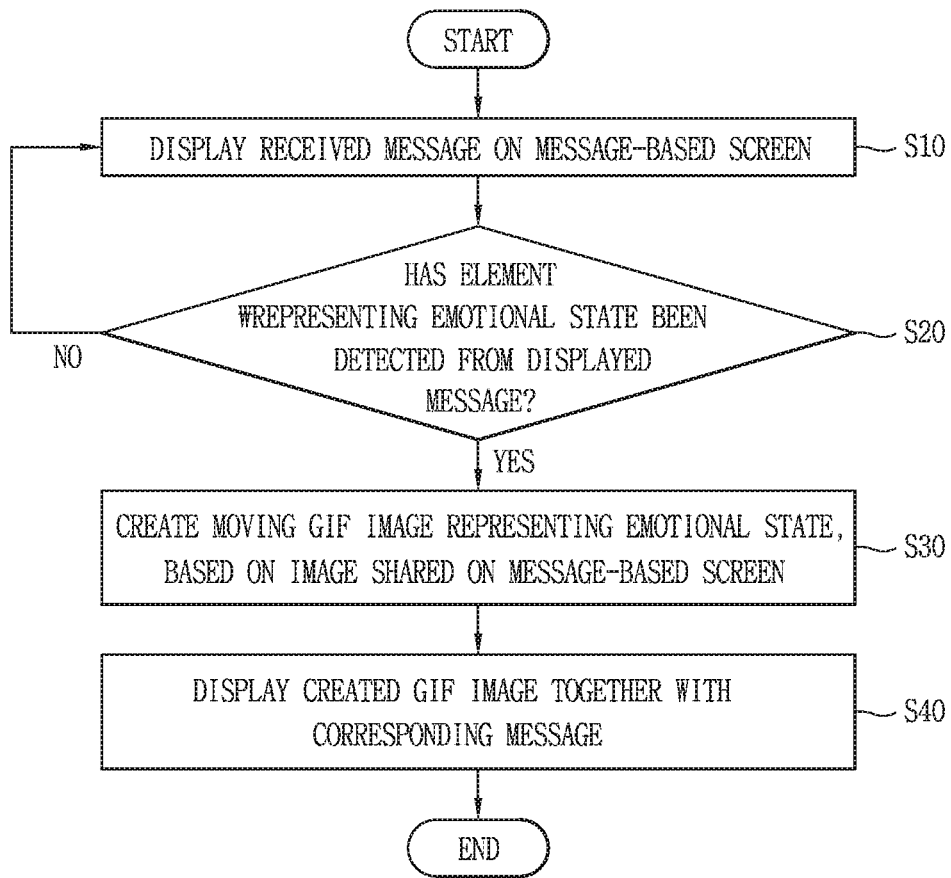 START
DISPLAY RECEIVED MESSAGE ON MESSAGE-BASED SCREEN
S10
HAS ELEMENT
WREPRESENTING EMOTIONAL STATE BEEN
DETECTED FROM DISPLAYED
MESSAGE?
S20
NO
YES
CREATE MOVING GIF IMAGE REPRESENTING EMOTIONAL STATE,
BASED ON IMAGE SHARED ON MESSAGE-BASED SCREEN
S30
DISPLAY CREATED GIF IMAGE TOGETHER WITH
CORRESPONDING MESSAGE
S40
END